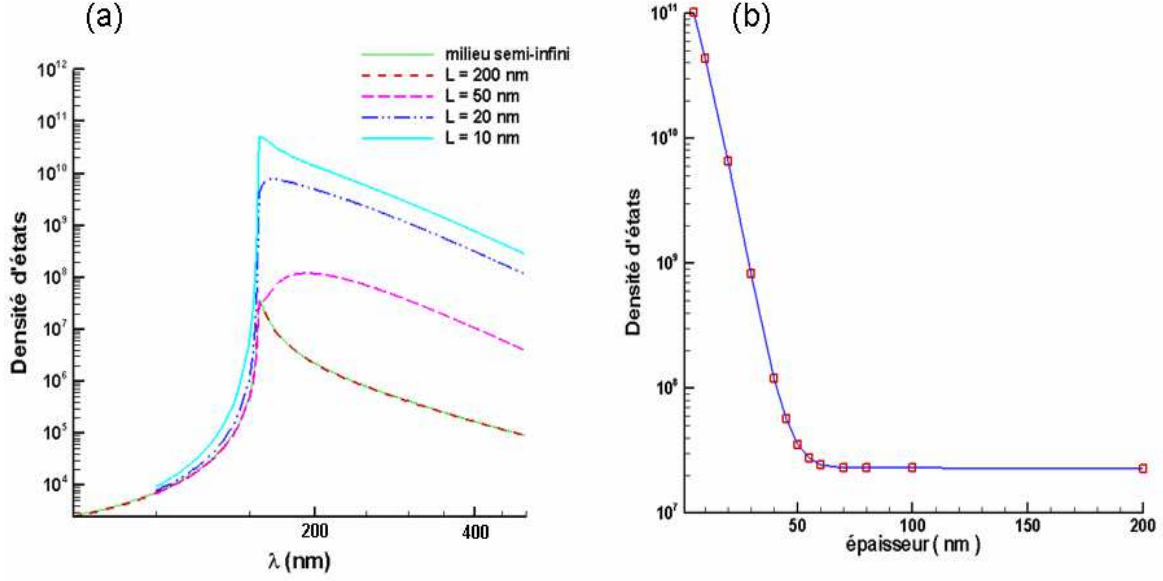 (a)
milieu semi-infini
L = 200 nm
L = 50 nm
L = 20 nm
L = 10 nm
10¹²
10¹¹
10¹⁰
10⁹
10⁸
10⁷
10⁶
10⁵
10⁴
Densité d'états
200
400
λ (nm)
(b)
10¹¹
10¹⁰
10⁹
10⁸
10⁷
Densité d'états
50
100
150
200
épaisseur ( nm )